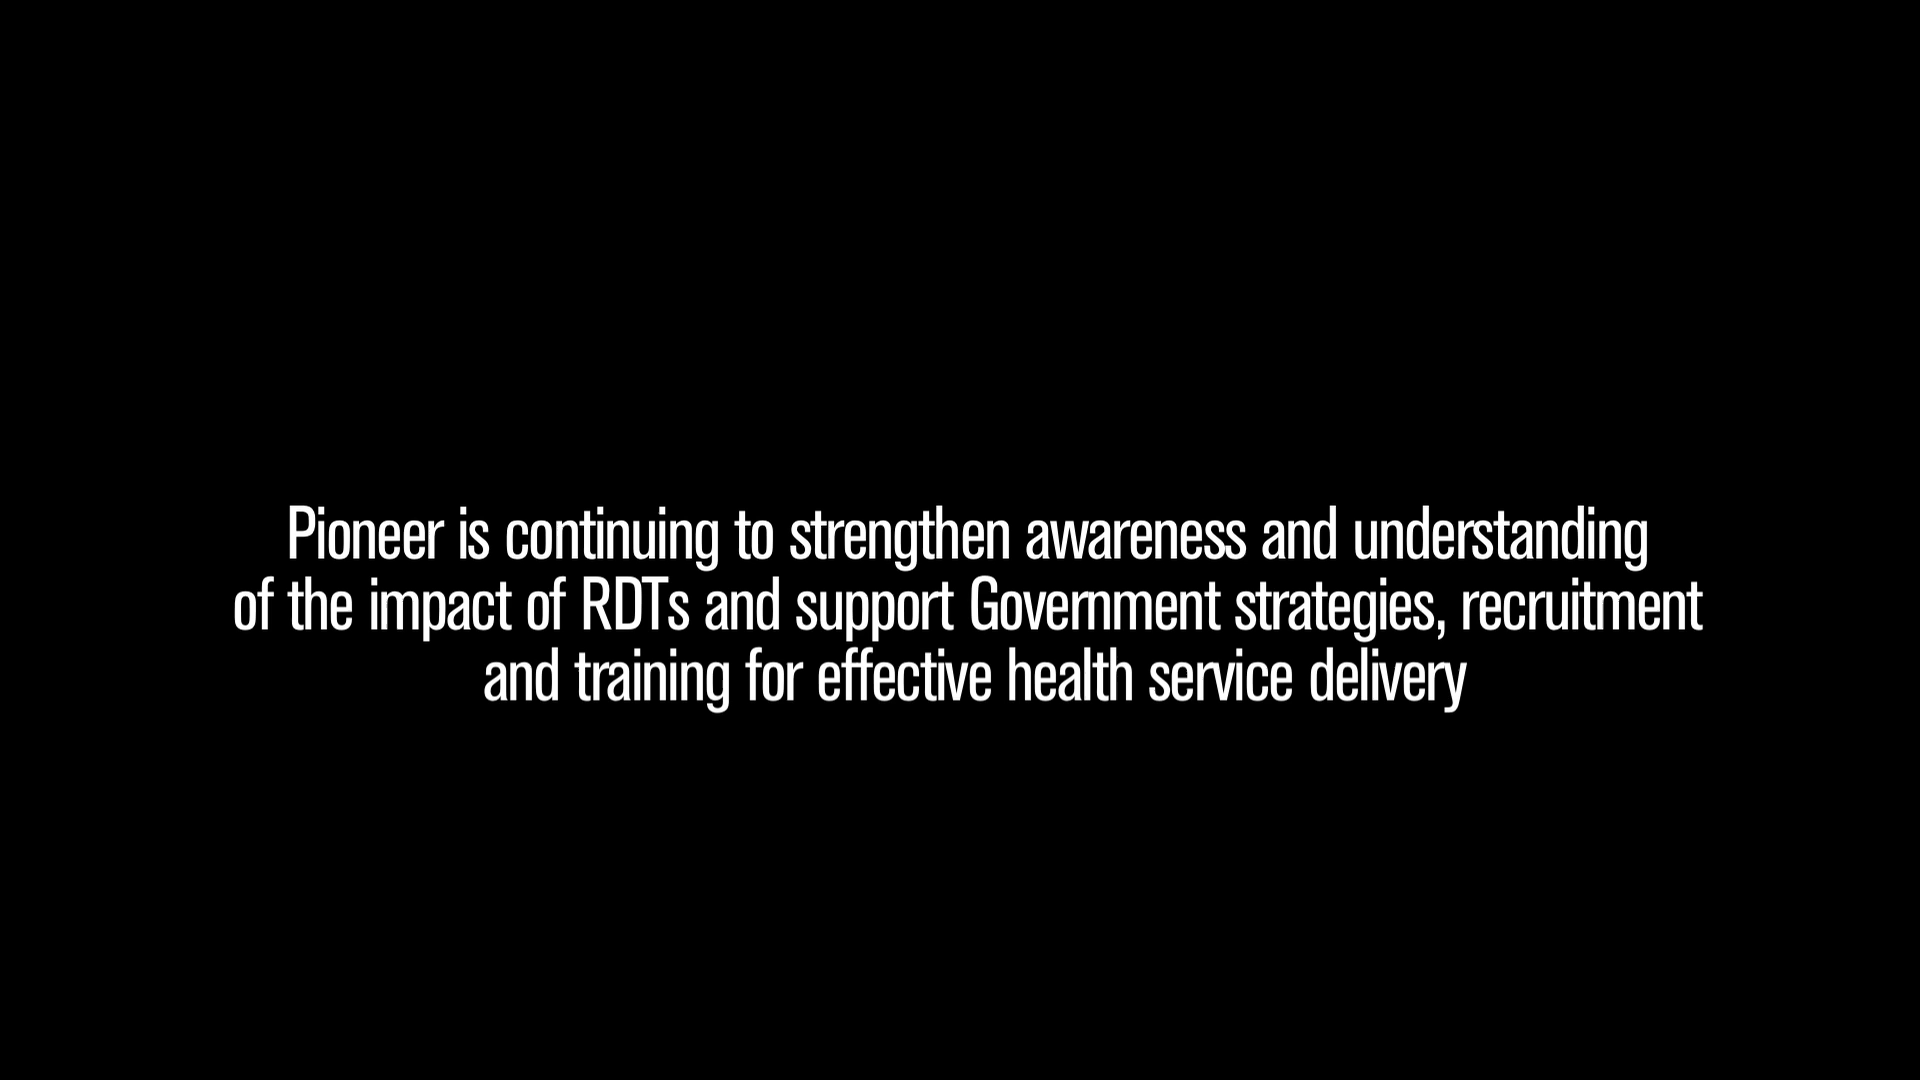 Pioneer is continuing to strengthen awareness and understanding
of the impact of RDTs and support Government strategies, recruitment
and training for effective health service delivery